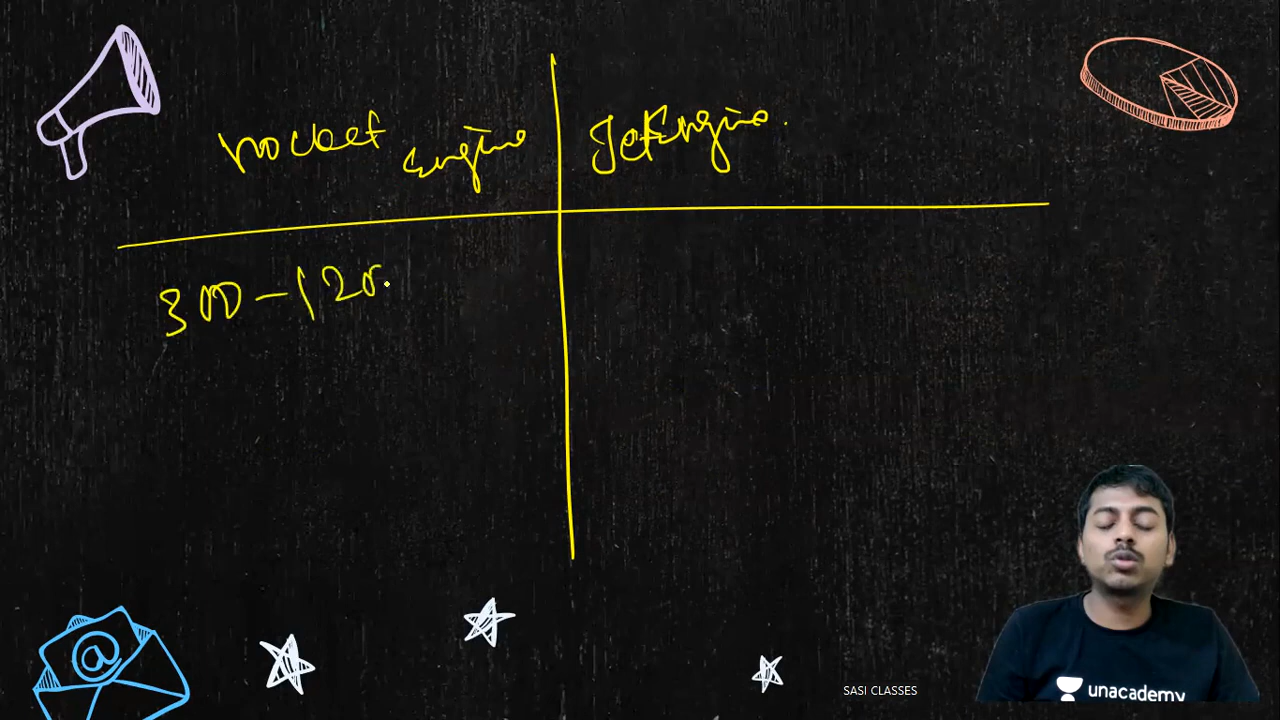 Rocket Engine
Jet Engine.
300-120
SASI CLASSES
unacademy